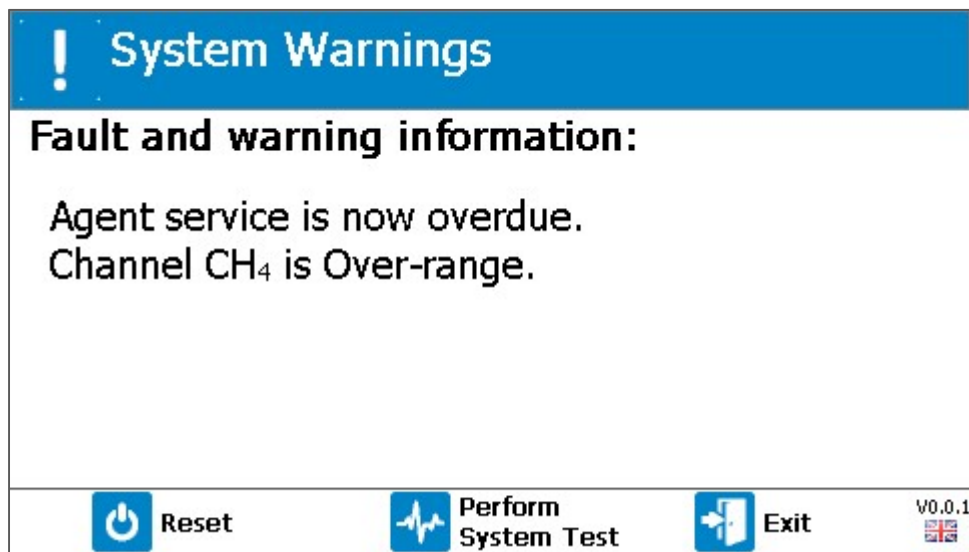 System Warnings
Fault and warning information:
Agent service is now overdue.
Channel CH₄ is Over-range.
Reset
Perform
System Test
Exit
V0.0.1